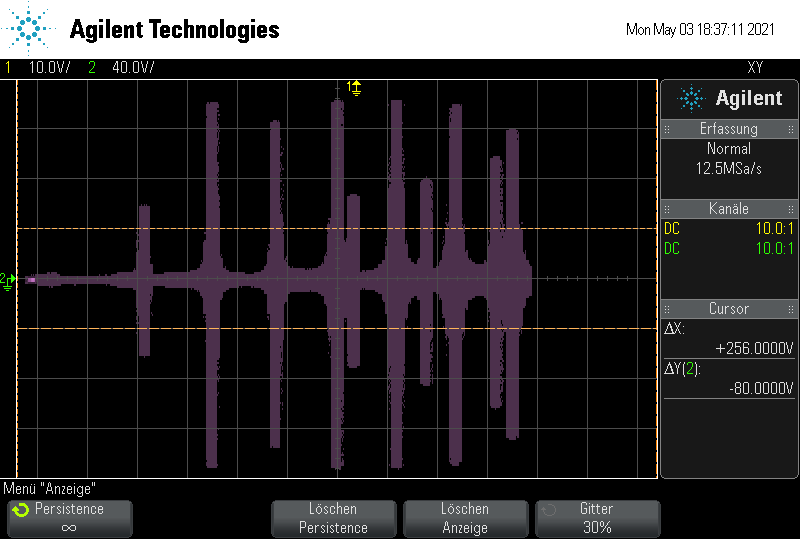 Agilent Technologies
Mon May 03 18:37:11 2021
1 10.0V/ 2 40.0V/ XY
1
2
Agilent
Erfassung
Normal
12.5MSa/s
Kanäle
DC 10.0:1
DC 10.0:1
Cursor
ΔX:
+256.0000V
ΔY(2):
-80.0000V
Menü "Anzeige"
Persistence
∞
Löschen
Persistence
Löschen
Anzeige
Gitter
30%